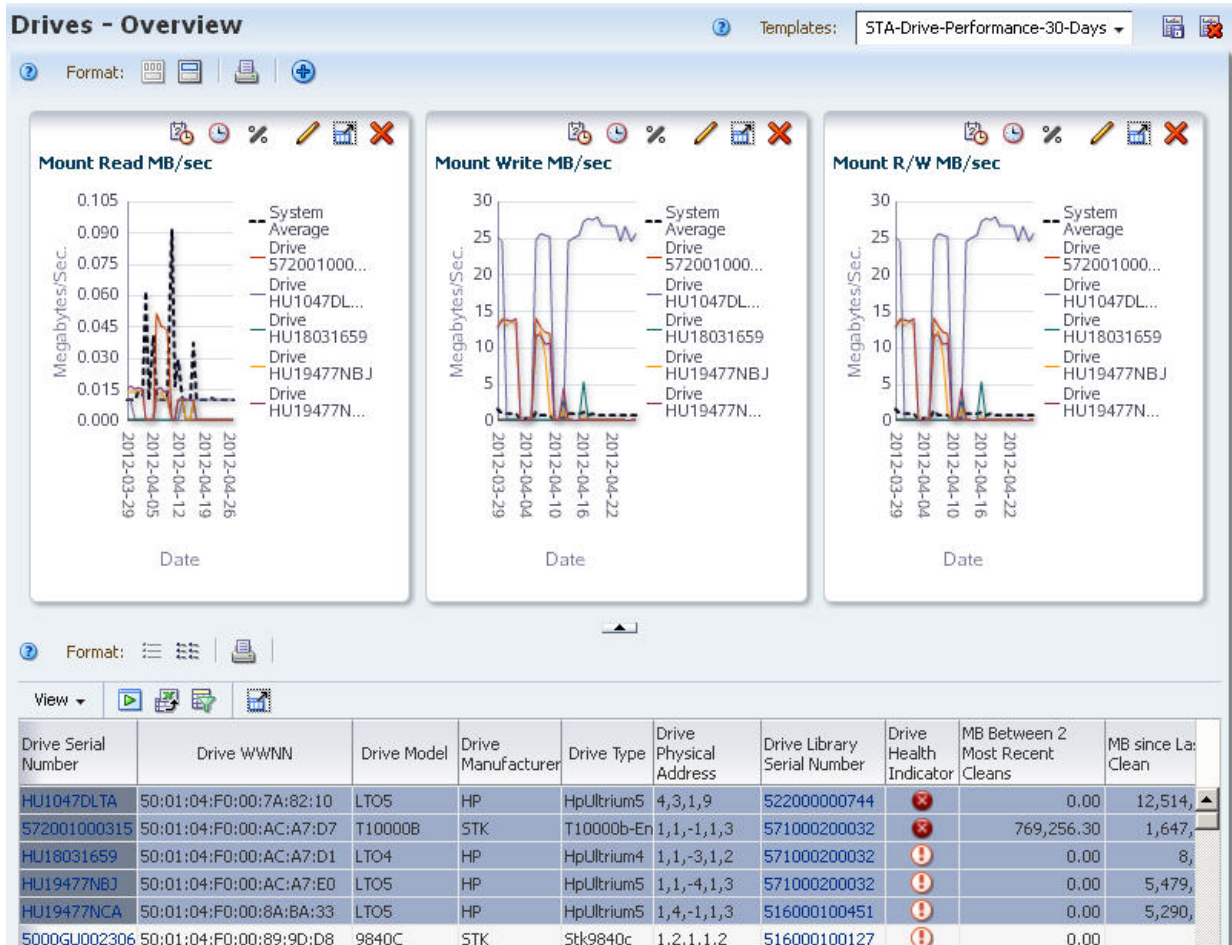 Drives - Overview
Templates: STA-Drive-Performance-30-Days
Format:
Mount Read MB/sec
0.105
0.090
0.075
0.060
0.045
0.030
0.015
0.000
Megabytes/Sec.
2012-03-29
2012-04-05
2012-04-12
2012-04-19
2012-04-26
Date
System
Average
Drive
572001000...
Drive
HU1047DL...
Drive
HU18031659
Drive
HU19477NBJ
Drive
HU19477N...
Mount Write MB/sec
30
25
20
15
10
5
0
Megabytes/Sec.
2012-03-29
2012-04-04
2012-04-10
2012-04-16
2012-04-22
Date
System
Average
Drive
572001000...
Drive
HU1047DL...
Drive
HU18031659
Drive
HU19477NBJ
Drive
HU19477N...
Mount R/W MB/sec
30
25
20
15
10
5
0
Megabytes/Sec.
2012-03-29
2012-04-04
2012-04-10
2012-04-16
2012-04-22
Date
System
Average
Drive
572001000...
Drive
HU1047DL...
Drive
HU18031659
Drive
HU19477NBJ
Drive
HU19477N...
Format:
View
Drive Serial Number Drive WWNN Drive Model Drive Manufacturer Drive Type Drive Physical Address Drive Library Serial Number Drive Health Indicator MB Between 2 Most Recent Cleans MB since Las Clean
HU1047DLTA 50:01:04:F0:00:7A:82:10 LTO5 HP HpUltrium5 4,3,1,9 522000000744 0.00 12,514,
572001000315 50:01:04:F0:00:AC:A7:D7 T10000B STK T10000b-En 1,1,-1,1,3 571000200032 769,256.30 1,647,
HU18031659 50:01:04:F0:00:AC:A7:D1 LTO4 HP HpUltrium4 1,1,-3,1,2 571000200032 0.00 8,
HU19477NBJ 50:01:04:F0:00:AC:A7:E0 LTO5 HP HpUltrium5 1,1,-4,1,3 571000200032 0.00 5,479,
HU19477NCA 50:01:04:F0:00:8A:BA:33 LTO5 HP HpUltrium5 1,4,-1,1,3 516000100451 0.00 5,290,
5000GU002306 50:01:04:F0:00:89:9D:D8 9840C STK Stk9840c 1,2,1,1,2 516000100127 0.00